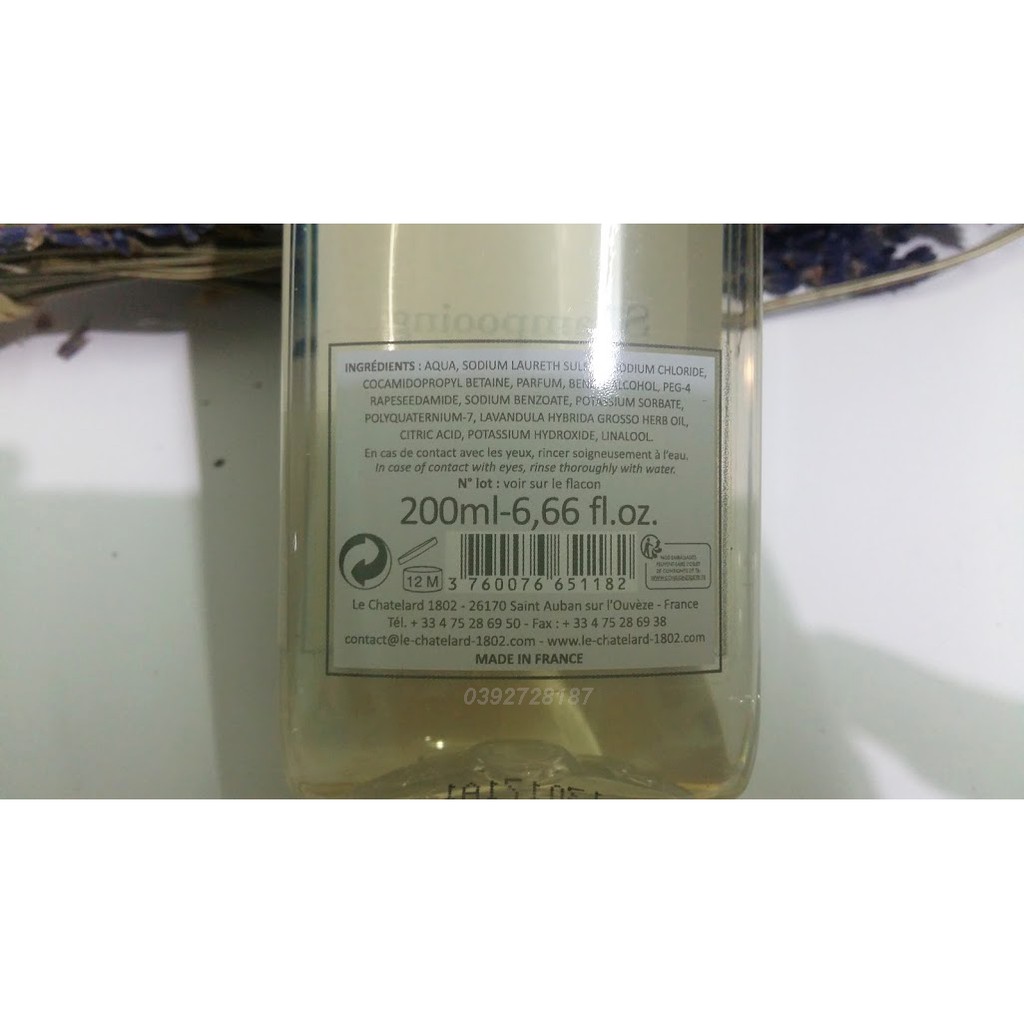 Shampooing
INGRÉDIENTS : AQUA, SODIUM LAURETH SODIUM CHLORIDE,
COCAMIDOPROPYL BETAINE, PARFUM, ALCOHOL, PEG-4
RAPESEEDAMIDE, SODIUM BENZOATE, POTASSIUM SORBATE,
POLYQUATERNIUM-7, LAVANDULA HYBRIDA GROSSO HERB OIL,
CITRIC ACID, POTASSIUM HYDROXIDE, LINALOOL.
En cas de contact avec les yeux, rincer soigneusement à l'eau.
In case of contact with eyes, rinse thoroughly with water.
N° lot : voir sur le flacon
200ml-6,66 fl.oz.
12 M
3 760076 651182
Le Chatelard 1802 - 26170 Saint Auban sur l'Ouvèze - France
Tél. + 33 4 75 28 69 50 - Fax : + 33 4 75 28 69 38
contact@le-chatelard-1802.com - www.le-chatelard-1802.com
MADE IN FRANCE
0392728187